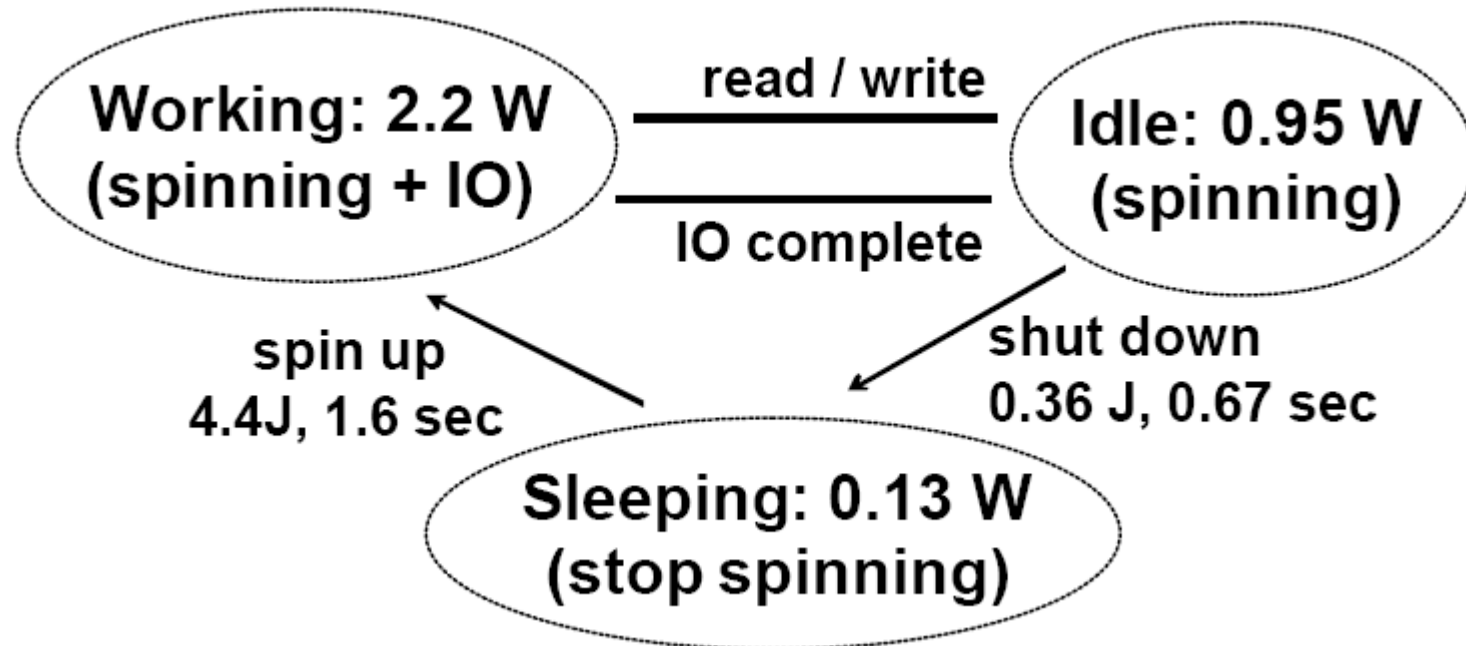 Working: 2.2 W
(spinning + IO)
read / write
IO complete
Idle: 0.95 W
(spinning)
spin up
4.4J, 1.6 sec
shut down
0.36 J, 0.67 sec
Sleeping: 0.13 W
(stop spinning)